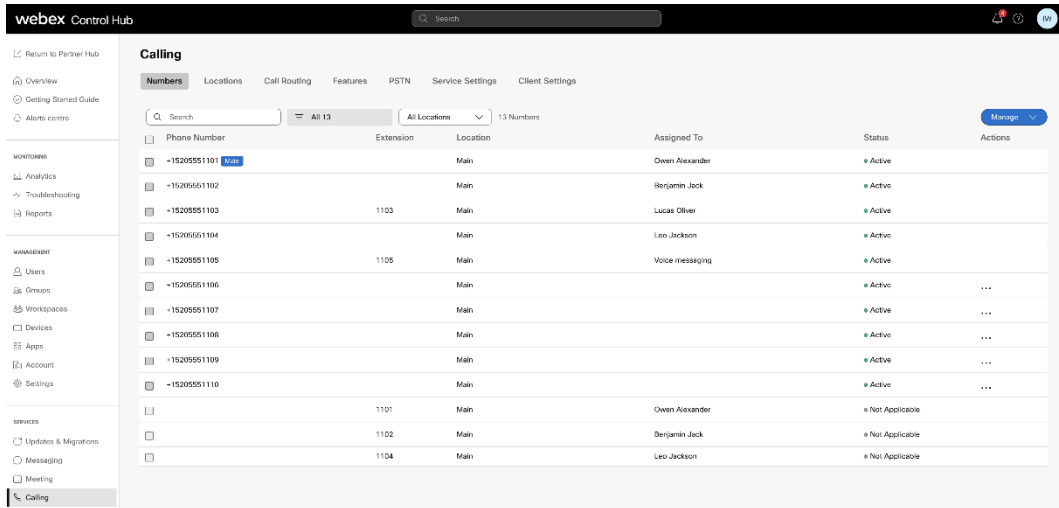 webex Control Hub Search 4 IW
Return to Partner Hub
Overview
Getting Started Guide
Alerts centre
MONITORING
Analytics
Troubleshooting
Reports
MANAGEMENT
Users
Groups
Workspaces
Devices
Apps
Account
Settings
SERVICES
Updates & Migrations
Messaging
Meeting
Calling
Calling
Numbers Locations Call Routing Features PSTN Service Settings Client Settings
Search All 13 All Locations 13 Numbers Manage
Phone Number Extension Location Assigned To Status Actions
+15205551101 Main Main Owen Alexander Active
+15205551102 Main Benjamin Jack Active
+15205551103 1103 Main Lucas Oliver Active
+15205551104 Main Leo Jackson Active
+15205551105 1105 Main Voice messaging Active
+15205551106 Main Active ...
+15205551107 Main Active ...
+15205551108 Main Active ...
+15205551109 Main Active ...
+15205551110 Main Active ...
1101 Main Owen Alexander Not Applicable
1102 Main Benjamin Jack Not Applicable
1104 Main Leo Jackson Not Applicable